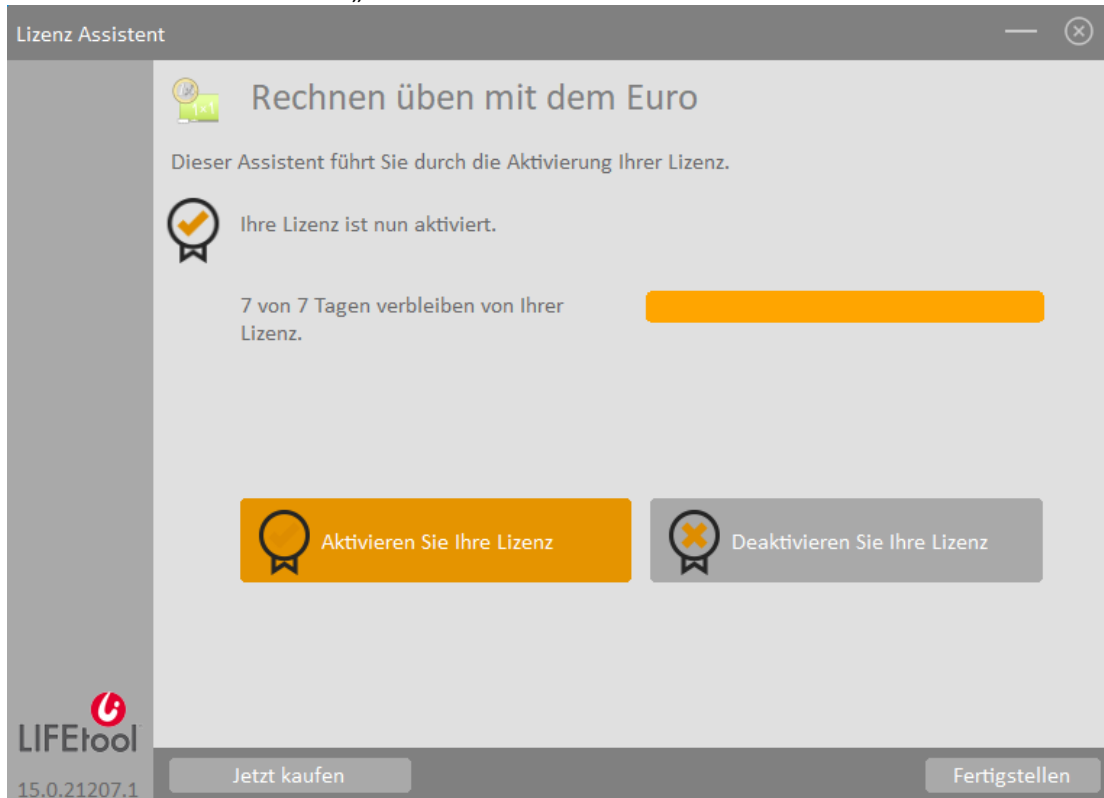 „
Lizenz Assistent
Rechnen üben mit dem Euro
Dieser Assistent führt Sie durch die Aktivierung Ihrer Lizenz.
Ihre Lizenz ist nun aktiviert.
7 von 7 Tagen verbleiben von Ihrer
Lizenz.
Aktivieren Sie Ihre Lizenz
Deaktivieren Sie Ihre Lizenz
LIFEtool
15.0.21207.1
Jetzt kaufen
Fertigstellen